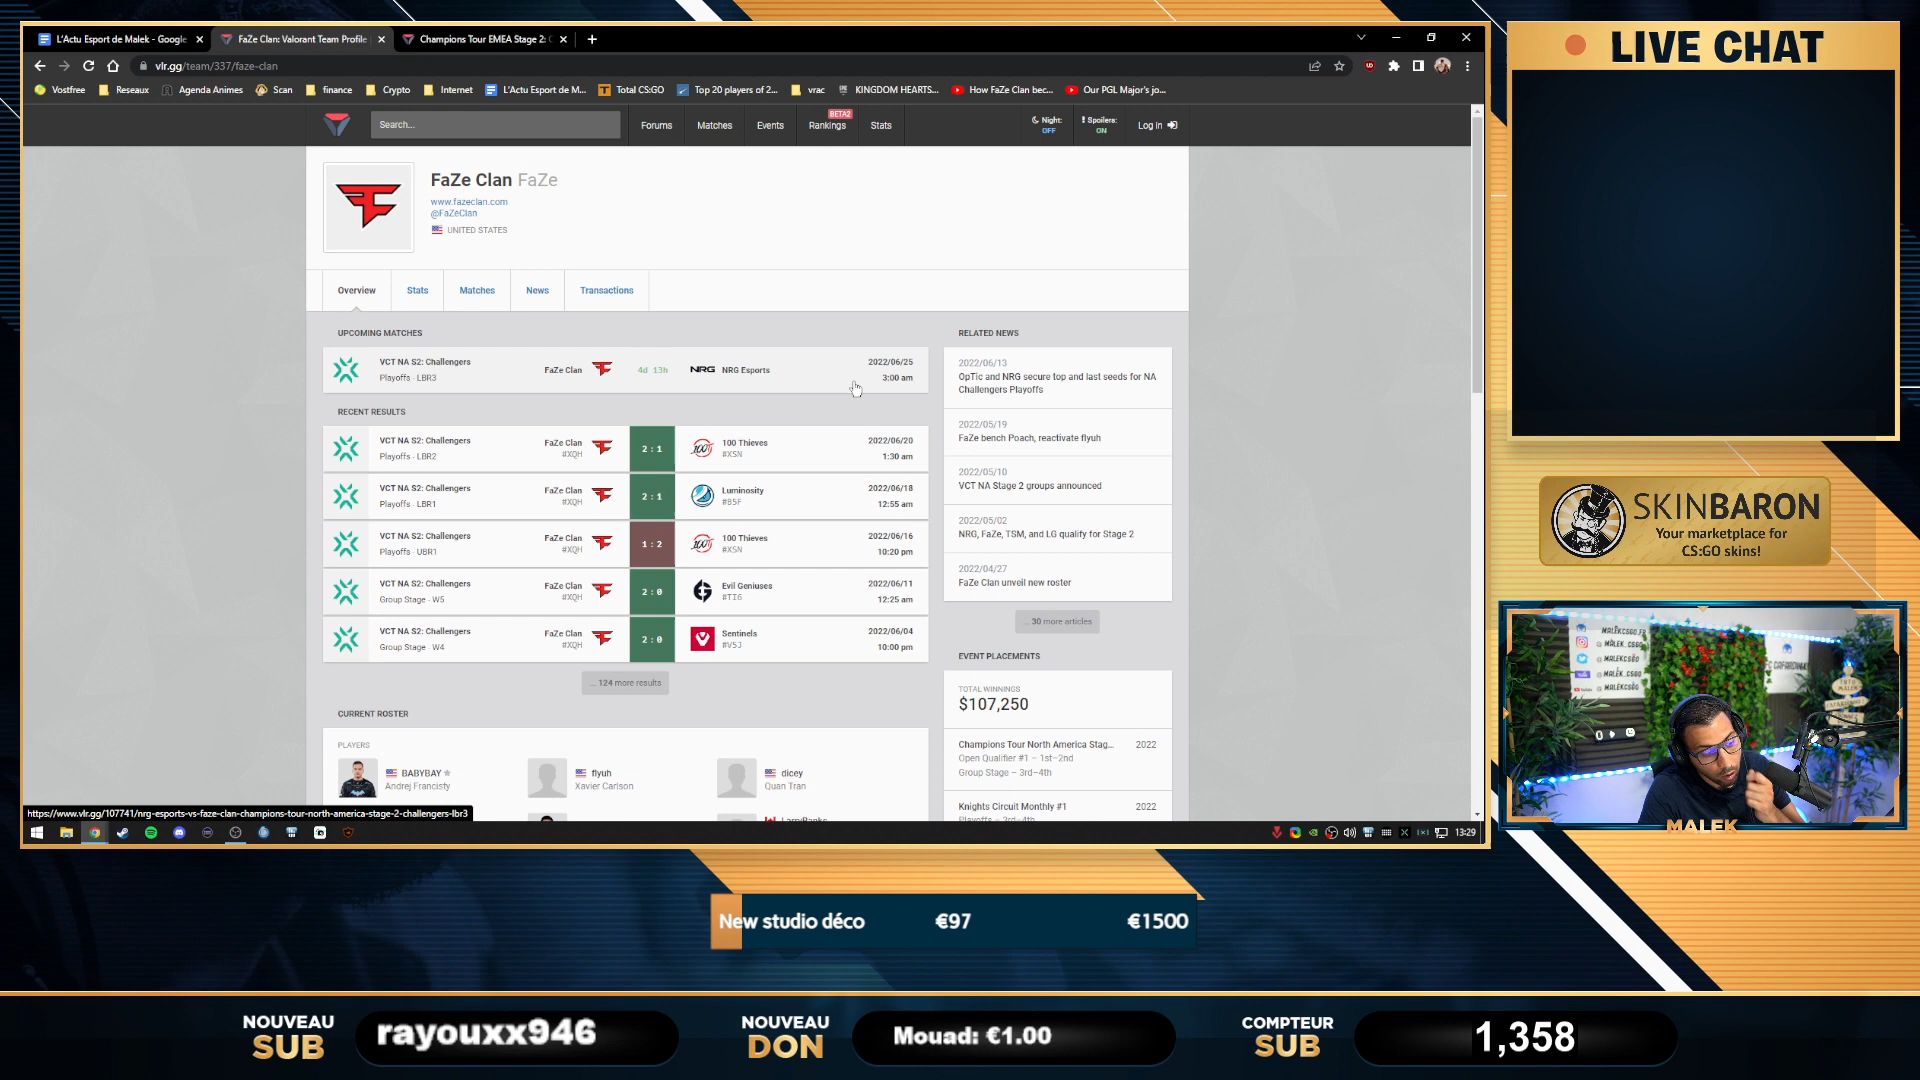 L'Actu Esport de Malek - Google
FaZe Clan: Valorant Team Profile
Champions Tour EMEA Stage 2:
vlr.gg/team/337/faze-clan
Vostfree
Reseaux
Agenda Animes
Scan
finance
Crypto
Internet
L'Actu Esport de M...
Total CS:GO
Top 20 players of 2...
vrac
KINGDOM HEARTS...
How FaZe Clan bec...
Our PGL Major's jo...
Search...
Forums
Matches
Events
BETA2
Rankings
Stats
Night:
OFF
Spoilers:
ON
Log in
FaZe Clan FaZe
www.fazeclan.com
@FaZeClan
UNITED STATES
Overview
Stats
Matches
News
Transactions
UPCOMING MATCHES
VCT NA S2: Challengers
Playoffs - LBR3
FaZe Clan
4d 13h
NRG
NRG Esports
2022/06/25
3:00 am
RECENT RESULTS
VCT NA S2: Challengers
Playoffs - LBR2
FaZe Clan
#XQH
2 : 1
100 Thieves
#XSN
2022/06/20
1:30 am
VCT NA S2: Challengers
Playoffs - LBR1
FaZe Clan
#XQH
2 : 1
Luminosity
#B5F
2022/06/18
12:55 am
VCT NA S2: Challengers
Playoffs - UBR1
FaZe Clan
#XQH
1 : 2
100 Thieves
#XSN
2022/06/16
10:20 pm
VCT NA S2: Challengers
Group Stage - W5
FaZe Clan
#XQH
2 : 0
Evil Geniuses
#TI6
2022/06/11
12:25 am
VCT NA S2: Challengers
Group Stage - W4
FaZe Clan
#XQH
2 : 0
Sentinels
#V5J
2022/06/04
10:00 pm
... 124 more results
CURRENT ROSTER
PLAYERS
BABYBAY
Andrej Francisty
flyuh
Xavier Carlson
dicey
Quan Tran
RELATED NEWS
2022/06/13
OpTic and NRG secure top and last seeds for NA
Challengers Playoffs
2022/05/19
FaZe bench Poach, reactivate flyuh
2022/05/10
VCT NA Stage 2 groups announced
2022/05/02
NRG, FaZe, TSM, and LG qualify for Stage 2
2022/04/27
FaZe Clan unveil new roster
... 30 more articles
EVENT PLACEMENTS
TOTAL WINNINGS
$107,250
Champions Tour North America Stag...
2022
Open Qualifier #1 – 1st–2nd
Group Stage – 3rd–4th
Knights Circuit Monthly #1
2022
Playoffs – 2rd–4th
https://www.vlr.gg/107741/nrg-esports-vs-faze-clan-champions-tour-north-america-stage-2-challengers-lbr3
13:29
LIVE CHAT
SKINBARON
Your marketplace for
CS:GO skins!
MALEKCSGO.FR
@MALEK_CSGO
@MALEKCSGO
@MALEK_CSGO
@MALEKCSGO
MALEK
New studio déco
€97
€1500
NOUVEAU
SUB
rayouxx946
NOUVEAU
DON
Mouad: €1.00
COMPTEUR
SUB
1,358